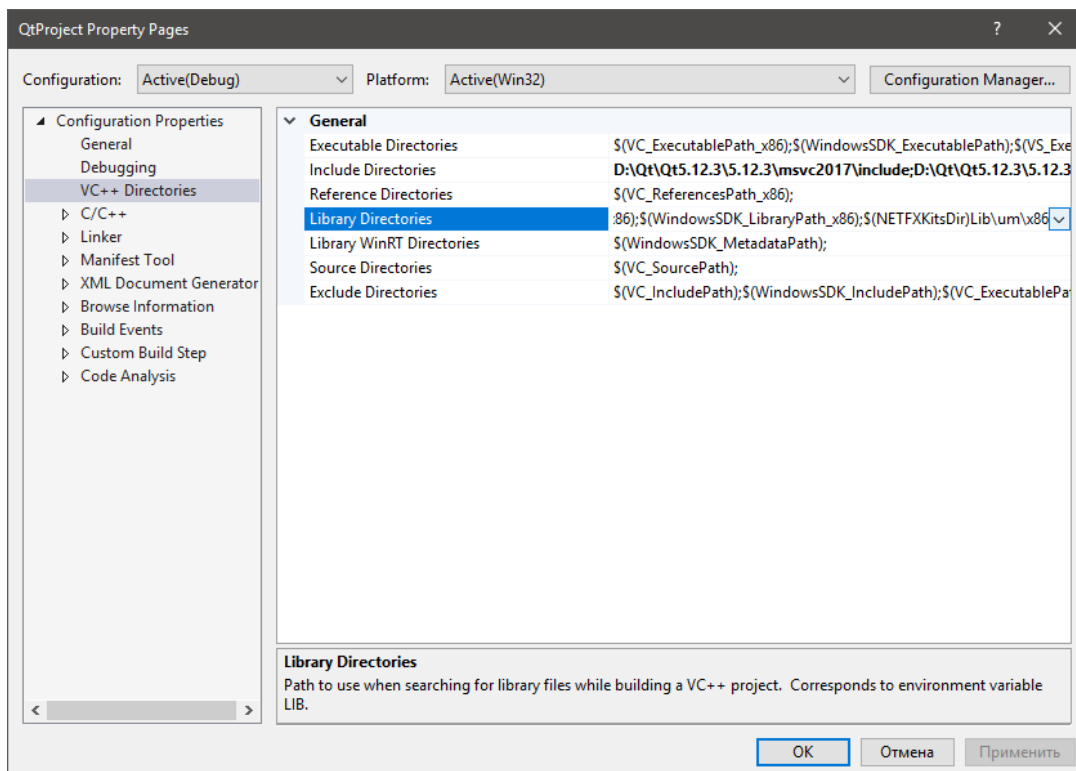 QtProject Property Pages
?
Configuration: Active(Debug) Platform: Active(Win32) Configuration Manager...
Configuration Properties
General
Debugging
VC++ Directories
C/C++
Linker
Manifest Tool
XML Document Generator
Browse Information
Build Events
Custom Build Step
Code Analysis
General
Executable Directories $(VC_ExecutablePath_x86);$(WindowsSDK_ExecutablePath);$(VS_Exe
Include Directories D:\Qt\Qt5.12.3\5.12.3\msvc2017\include;D:\Qt\Qt5.12.3\5.12.3
Reference Directories $(VC_ReferencesPath_x86);
Library Directories :86);$(WindowsSDK_LibraryPath_x86);$(NETFXKitsDir)Lib\um\x86
Library WinRT Directories $(WindowsSDK_MetadataPath);
Source Directories $(VC_SourcePath);
Exclude Directories $(VC_IncludePath);$(WindowsSDK_IncludePath);$(VC_ExecutablePa
Library Directories
Path to use when searching for library files while building a VC++ project.  Corresponds to environment variable
LIB.
OK Отмена Применить